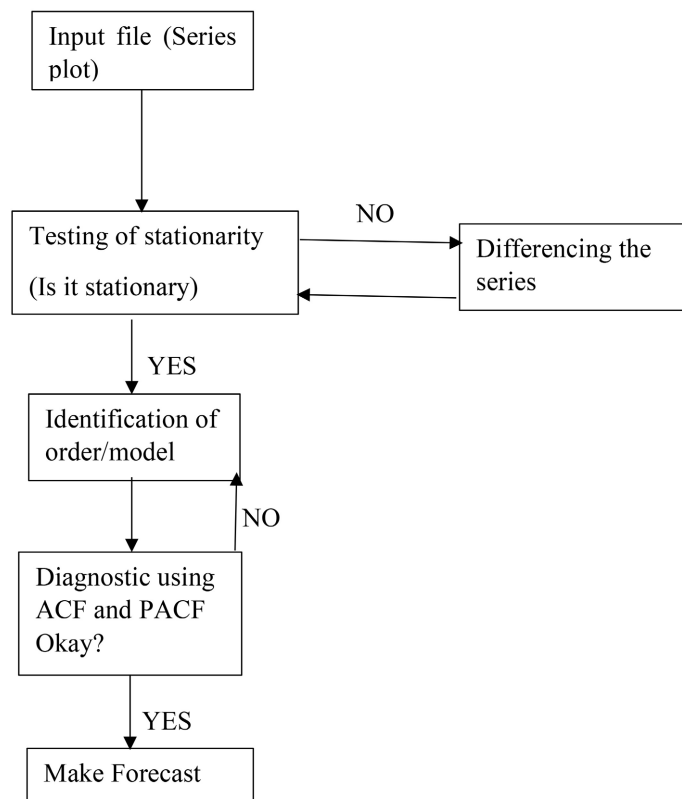 Input file (Series
plot)
NO
Testing of stationarity
(Is it stationary)
Differencing the
series
YES
Identification of
order/model
NO
Diagnostic using
ACF and PACF
Okay?
YES
Make Forecast